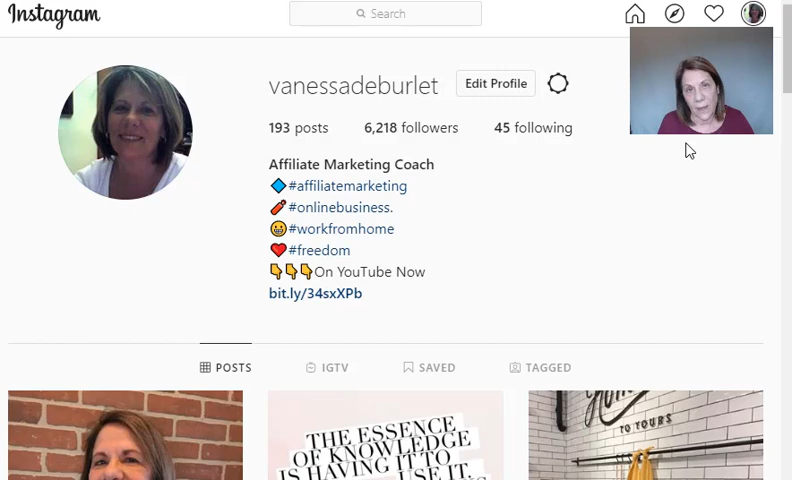 Instagram
Search
vanessadeburlet
Edit Profile
193 posts 6,218 followers 45 following
Affiliate Marketing Coach
#affiliatemarketing
#onlinebusiness.
#workfromhome
#freedom
On YouTube Now
bit.ly/34sxXPb
POSTS IGTV SAVED TAGGED
THE ESSENCE
OF KNOWLEDGE
IS HAVING IT TO
USE IT.
TO YOURS